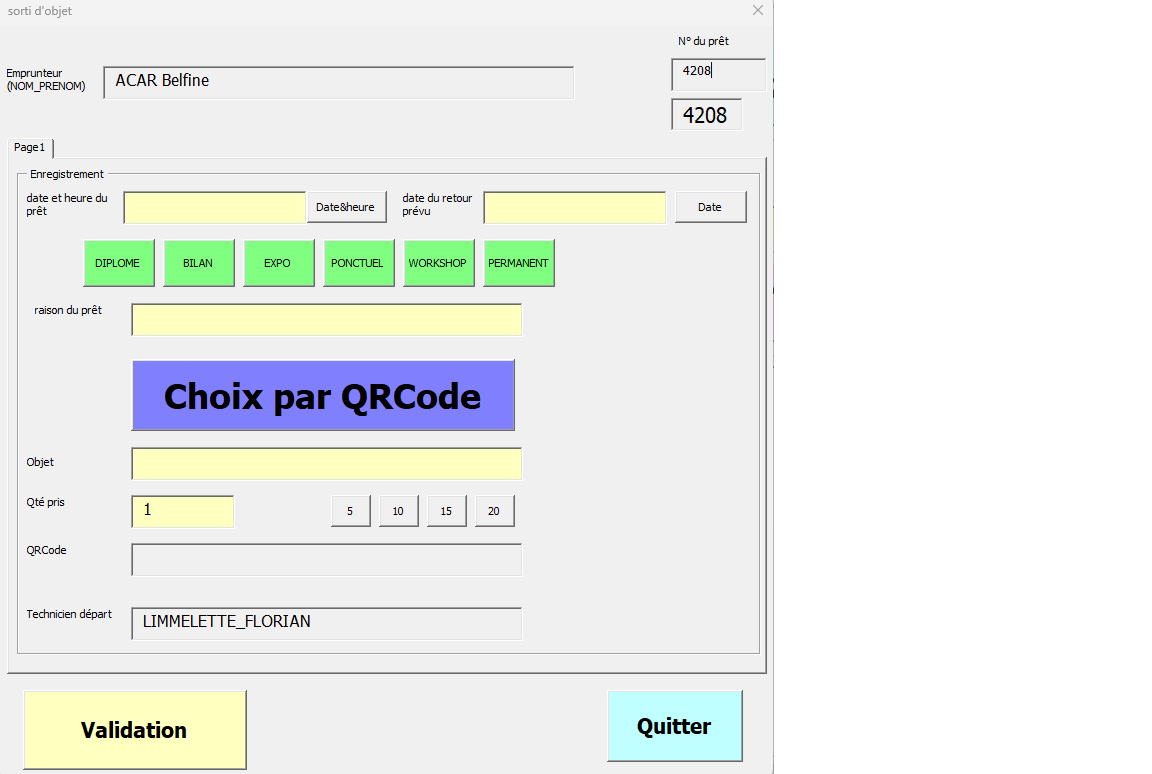 sorti d'objet
N° du prêt
Emprunteur
(NOM_PRENOM)
ACAR Belfine
4208
4208
Page1
Enregistrement
date et heure du
prêt
Date&heure
date du retour
prévu
Date
DIPLOME
BILAN
EXPO
PONCTUEL
WORKSHOP
PERMANENT
raison du prêt
Choix par QRCode
Objet
Qté pris
1
5
10
15
20
QRCode
Technicien départ
LIMMELETTE_FLORIAN
Validation
Quitter